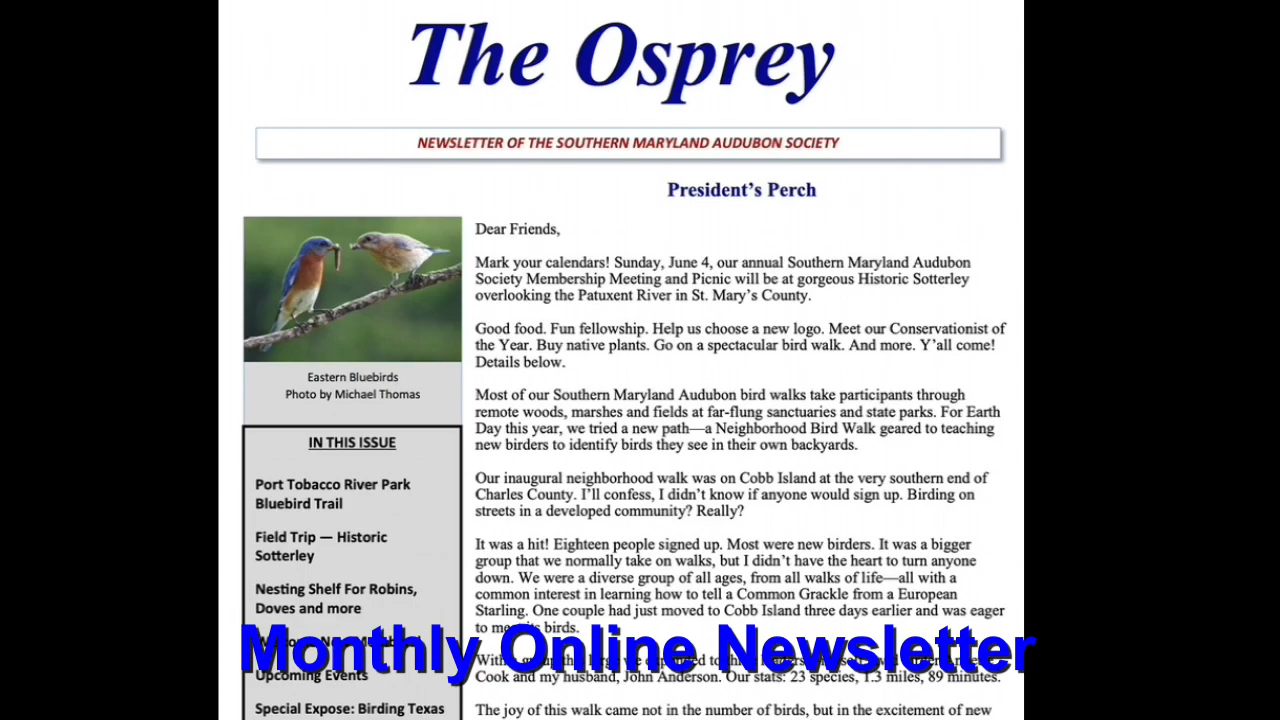 The Osprey
NEWSLETTER OF THE SOUTHERN MARYLAND AUDUBON SOCIETY
President's Perch
Eastern Bluebirds
Photo by Michael Thomas
IN THIS ISSUE
Port Tobacco River Park
Bluebird Trail
Field Trip — Historic
Sotterley
Nesting Shelf For Robins,
Doves and more
Upcoming Events
Special Expose: Birding Texas
Dear Friends,
Mark your calendars! Sunday, June 4, our annual Southern Maryland Audubon
Society Membership Meeting and Picnic will be at gorgeous Historic Sotterley
overlooking the Patuxent River in St. Mary's County.
Good food. Fun fellowship. Help us choose a new logo. Meet our Conservationist of
the Year. Buy native plants. Go on a spectacular bird walk. And more. Y'all come!
Details below.
Most of our Southern Maryland Audubon bird walks take participants through
remote woods, marshes and fields at far-flung sanctuaries and state parks. For Earth
Day this year, we tried a new path—a Neighborhood Bird Walk geared to teaching
new birders to identify birds they see in their own backyards.
Our inaugural neighborhood walk was on Cobb Island at the very southern end of
Charles County. I'll confess, I didn't know if anyone would sign up. Birding on
streets in a developed community? Really?
It was a hit! Eighteen people signed up. Most were new birders. It was a bigger
group that we normally take on walks, but I didn't have the heart to turn anyone
down. We were a diverse group of all ages, from all walks of life—all with a
common interest in learning how to tell a Common Grackle from a European
Starling. One couple had just moved to Cobb Island three days earlier and was eager
to meet its birds.
Cook and my husband, John Anderson. Our stats: 23 species, 1.3 miles, 89 minutes.
The joy of this walk came not in the number of birds, but in the excitement of new
Monthly Online Newsletter